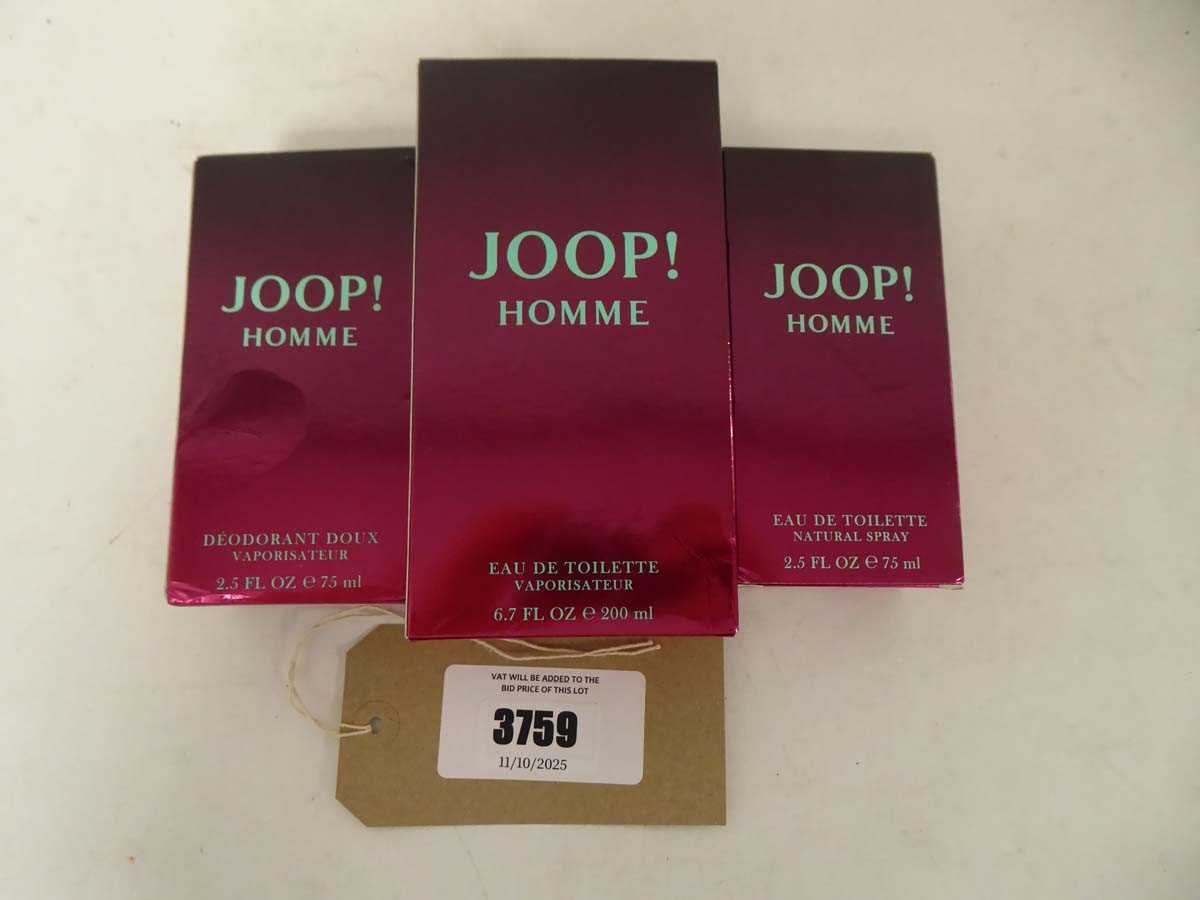 JOOP!
HOMME
DÉODORANT DOUX
VAPORISATEUR
2.5 FL OZ ℮ 75 ml
JOOP!
HOMME
EAU DE TOILETTE
VAPORISATEUR
6.7 FL OZ ℮ 200 ml
JOOP!
HOMME
EAU DE TOILETTE
NATURAL SPRAY
2.5 FL OZ ℮ 75 ml
VAT WILL BE ADDED TO THE
BID PRICE OF THIS LOT
3759
11/10/2025